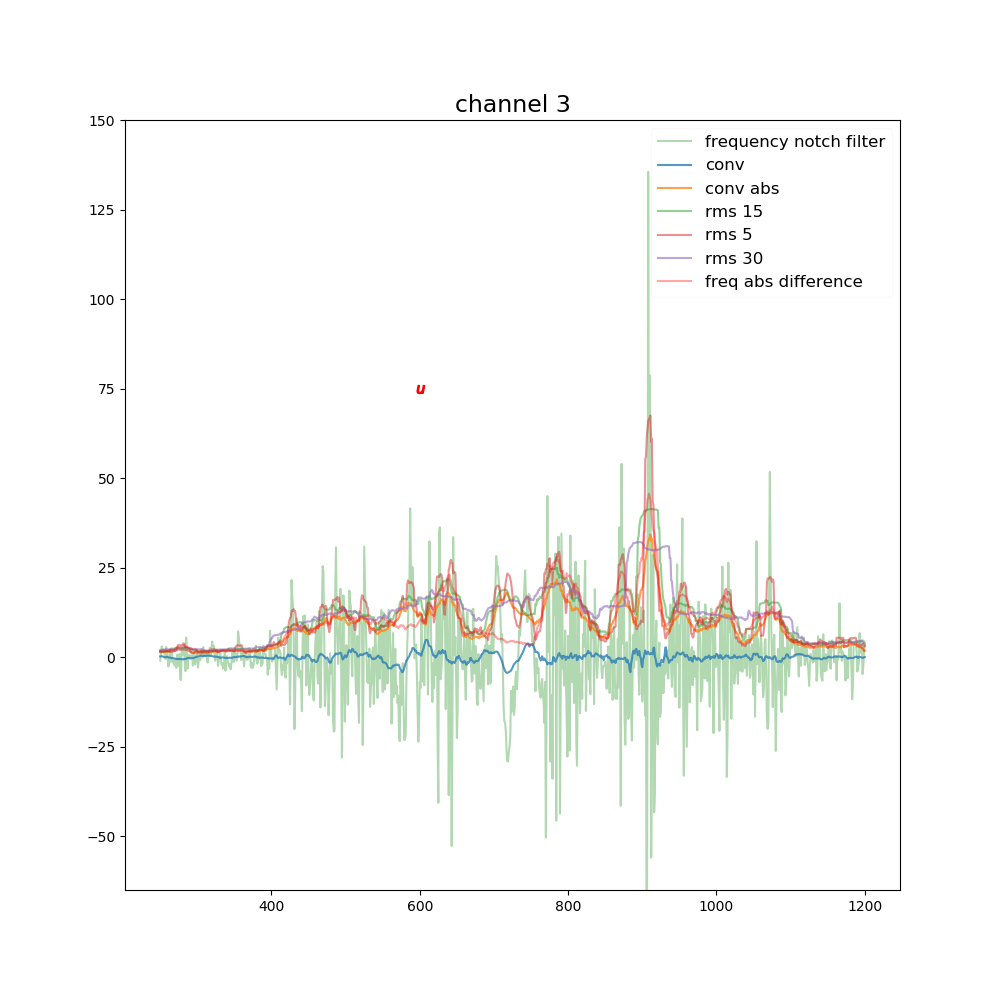 channel 3
150
125
100
75
50
25
0
−25
−50
400 600 800 1000 1200
frequency notch filter
conv
conv abs
rms 15
rms 5
rms 30
freq abs difference
u